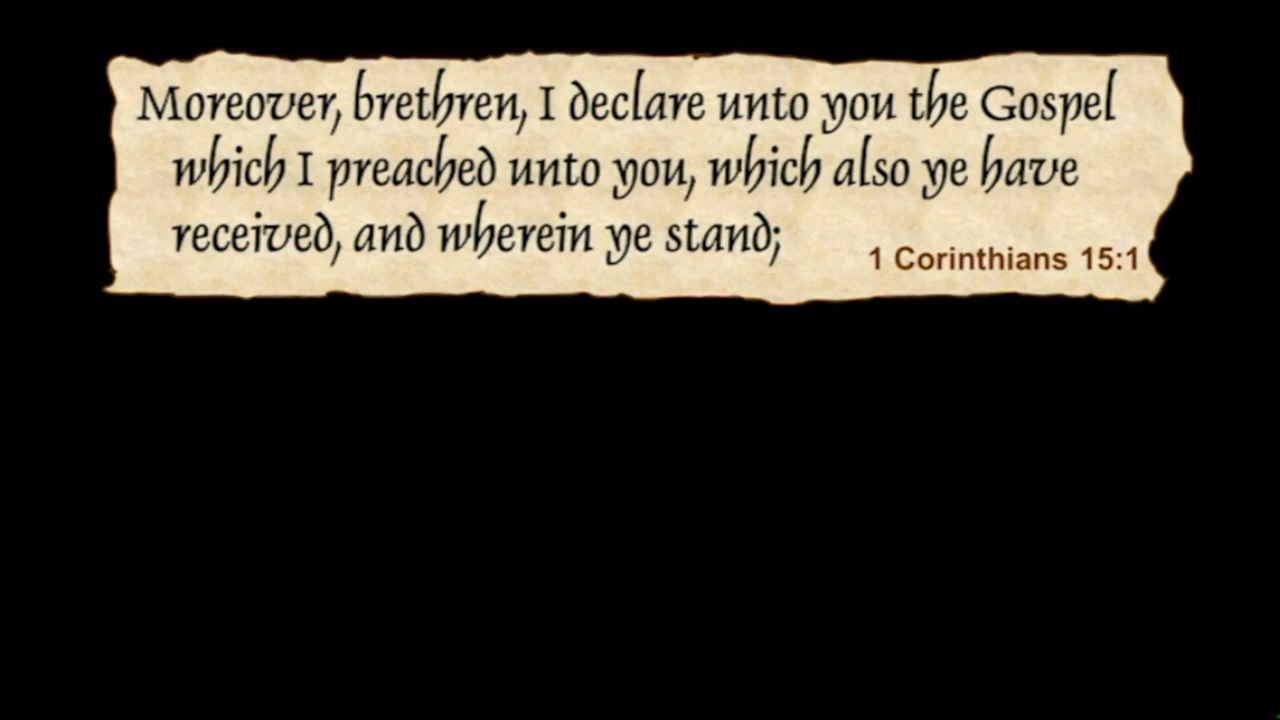 Moreover, brethren, I declare unto you the Gospel
which I preached unto you, which also ye have
received, and wherein ye stand;
1 Corinthians 15:1